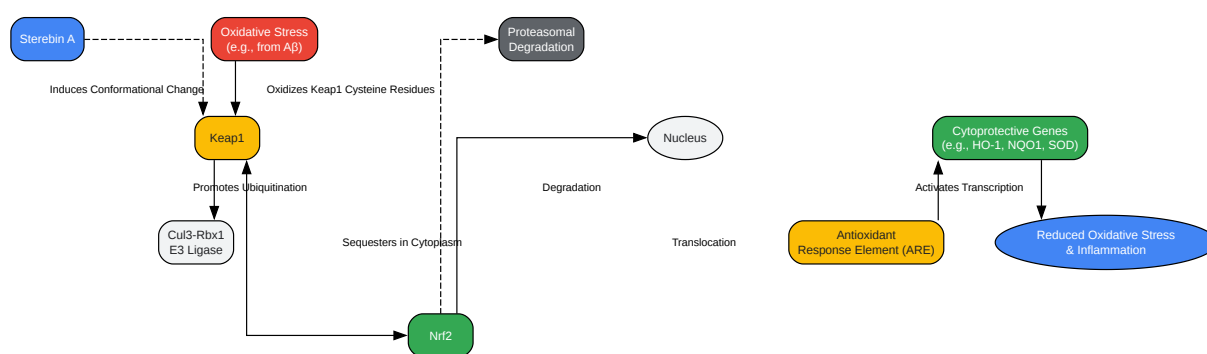 Sterebin A
Oxidative Stress
(e.g., from Aβ)
Proteasomal
Degradation
Induces Conformational Change
Oxidizes Keap1 Cysteine Residues
Keap1
Nucleus
Cytoprotective Genes
(e.g., HO-1, NQO1, SOD)
Promotes Ubiquitination
Degradation
Activates Transcription
Cul3-Rbx1
E3 Ligase
Sequesters in Cytoplasm
Translocation
Antioxidant
Response Element (ARE)
Reduced Oxidative Stress
& Inflammation
Nrf2